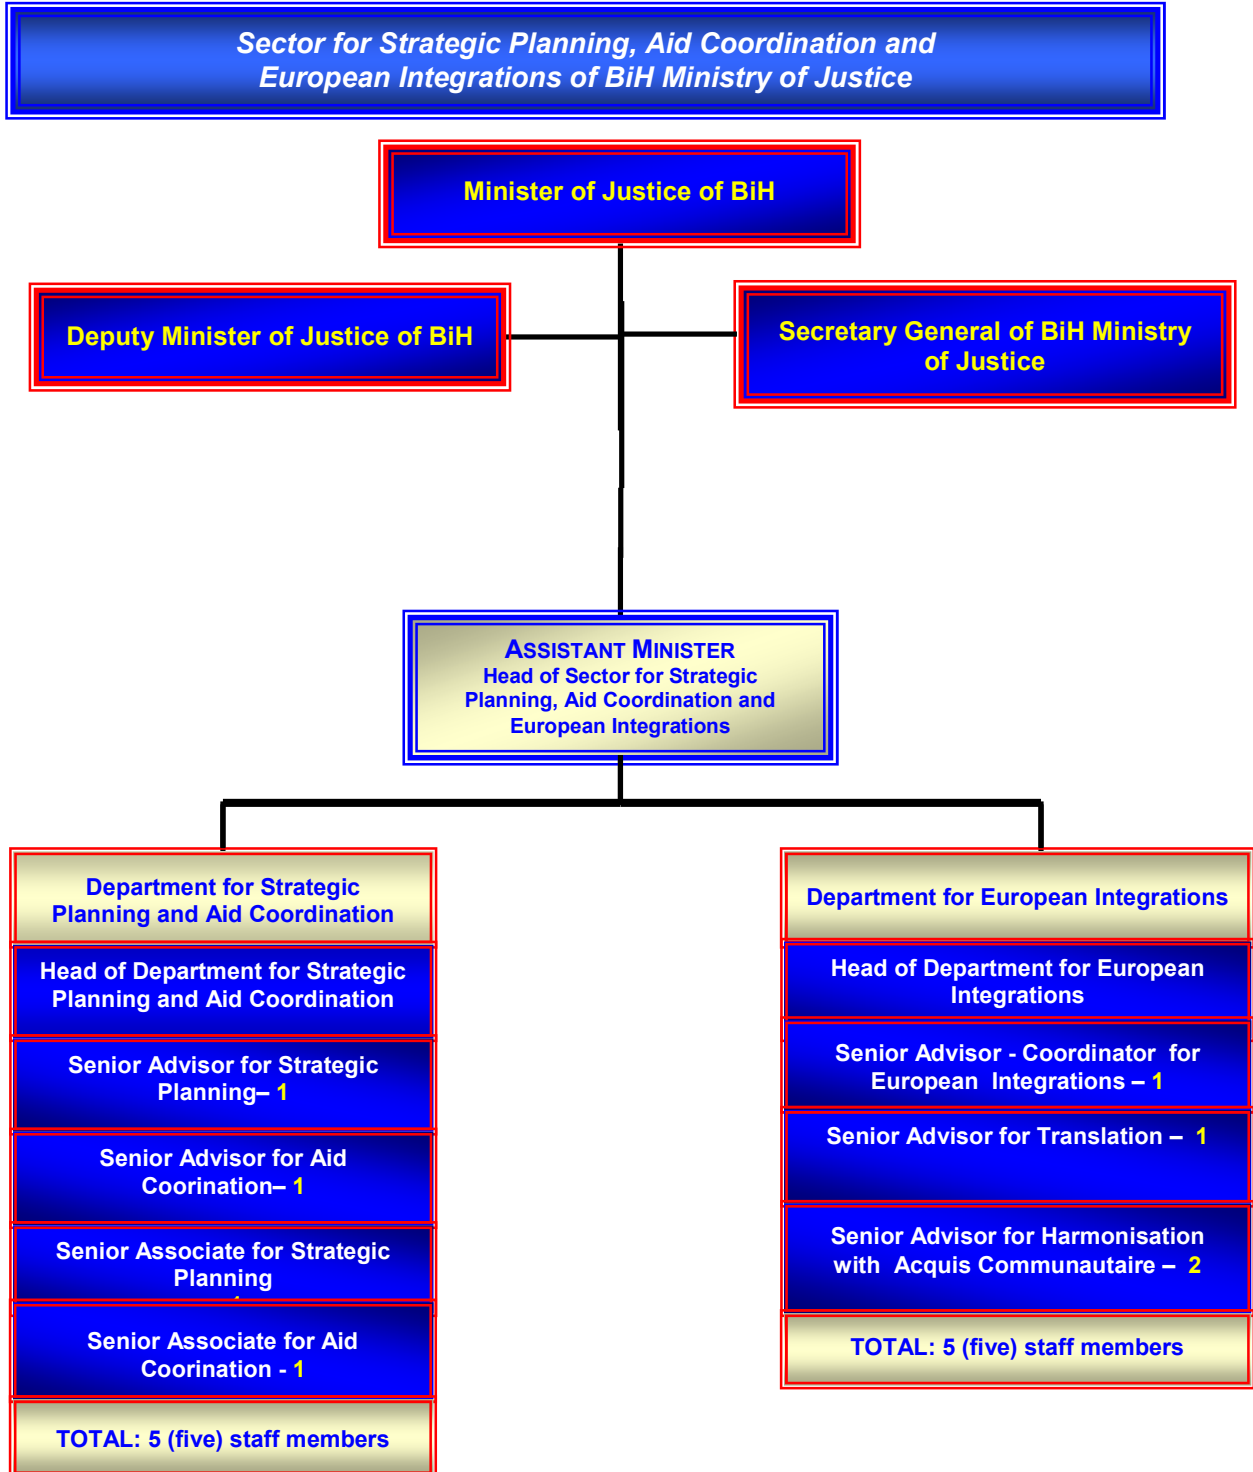 Sector for Strategic Planning, Aid Coordination and
European Integrations of BiH Ministry of Justice
Minister of Justice of BiH
Deputy Minister of Justice of BiH
Secretary General of BiH Ministry
of Justice
ASSISTANT MINISTER
Head of Sector for Strategic
Planning, Aid Coordination and
European Integrations
Department for Strategic
Planning and Aid Coordination
Head of Department for Strategic
Planning and Aid Coordination
Senior Advisor for Strategic
Planning– 1
Senior Advisor for Aid
Coorination– 1
Senior Associate for Strategic
Planning
Senior Associate for Aid
Coorination - 1
TOTAL: 5 (five) staff members
Department for European Integrations
Head of Department for European
Integrations
Senior Advisor - Coordinator for
European Integrations – 1
Senior Advisor for Translation – 1
Senior Advisor for Harmonisation
with Acquis Communautaire – 2
TOTAL: 5 (five) staff members